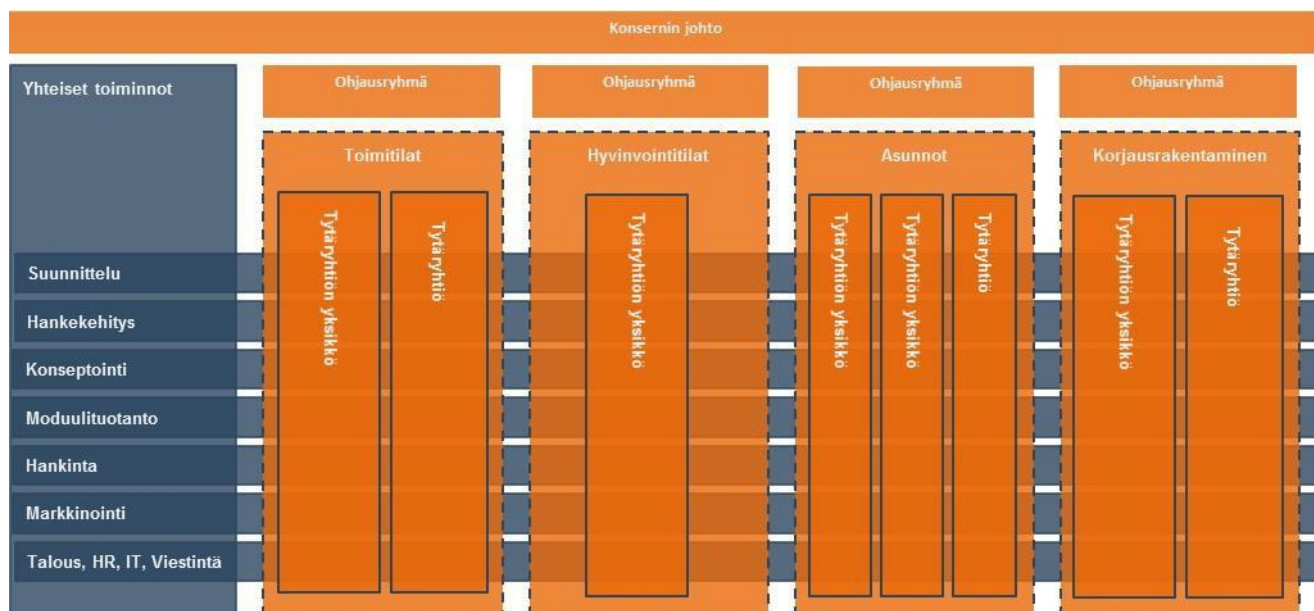 Konsernin johto
Yhteiset toiminnot
Ohjausryhmä
Ohjausryhmä
Ohjausryhmä
Ohjausryhmä
Toimitilat
Hyvinvointitilat
Asunnot
Korjausrakentaminen
Tytäryhtiön yksikkö
Tytäryhtiö
Tytäryhtiön yksikkö
Tytäryhtiön yksikkö
Tytäryhtiön yksikkö
Tytäryhtiö
Tytäryhtiön yksikkö
Tytäryhtiö
Suunnittelu
Hankekehitys
Konseptointi
Moduulituotanto
Hankinta
Markkinointi
Talous, HR, IT, Viestintä